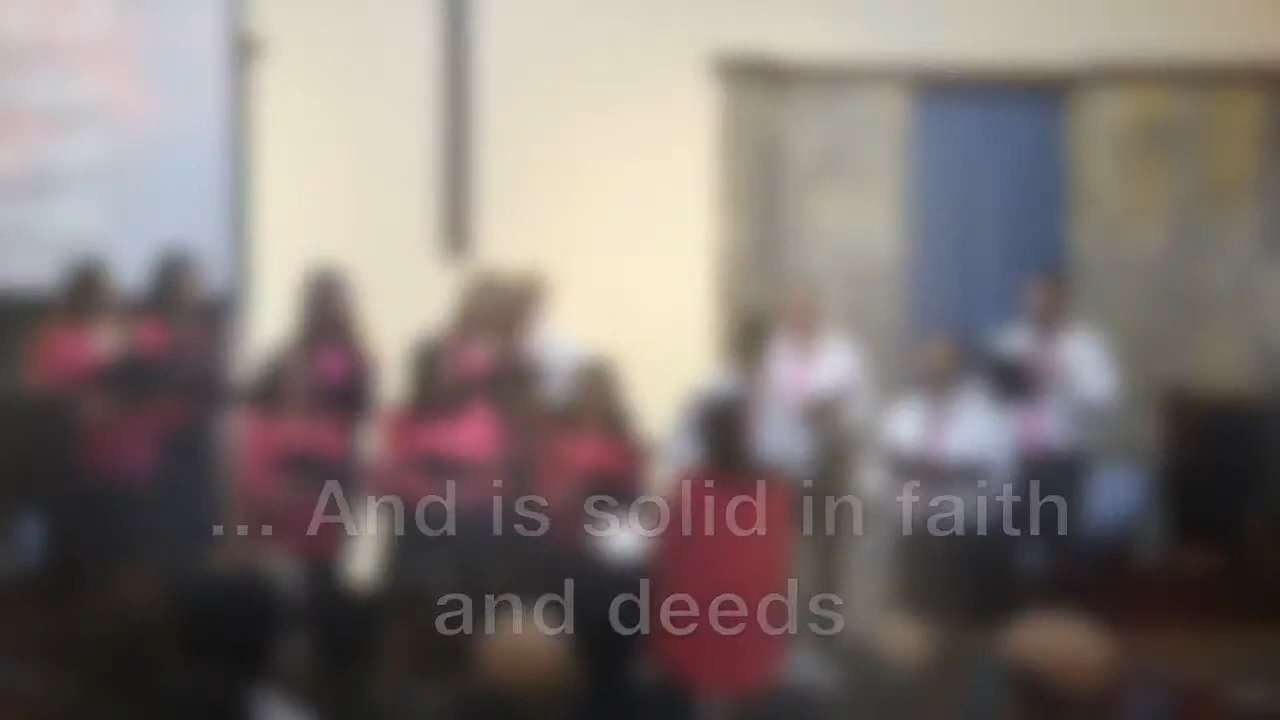 ... And is solid in faith
and deeds